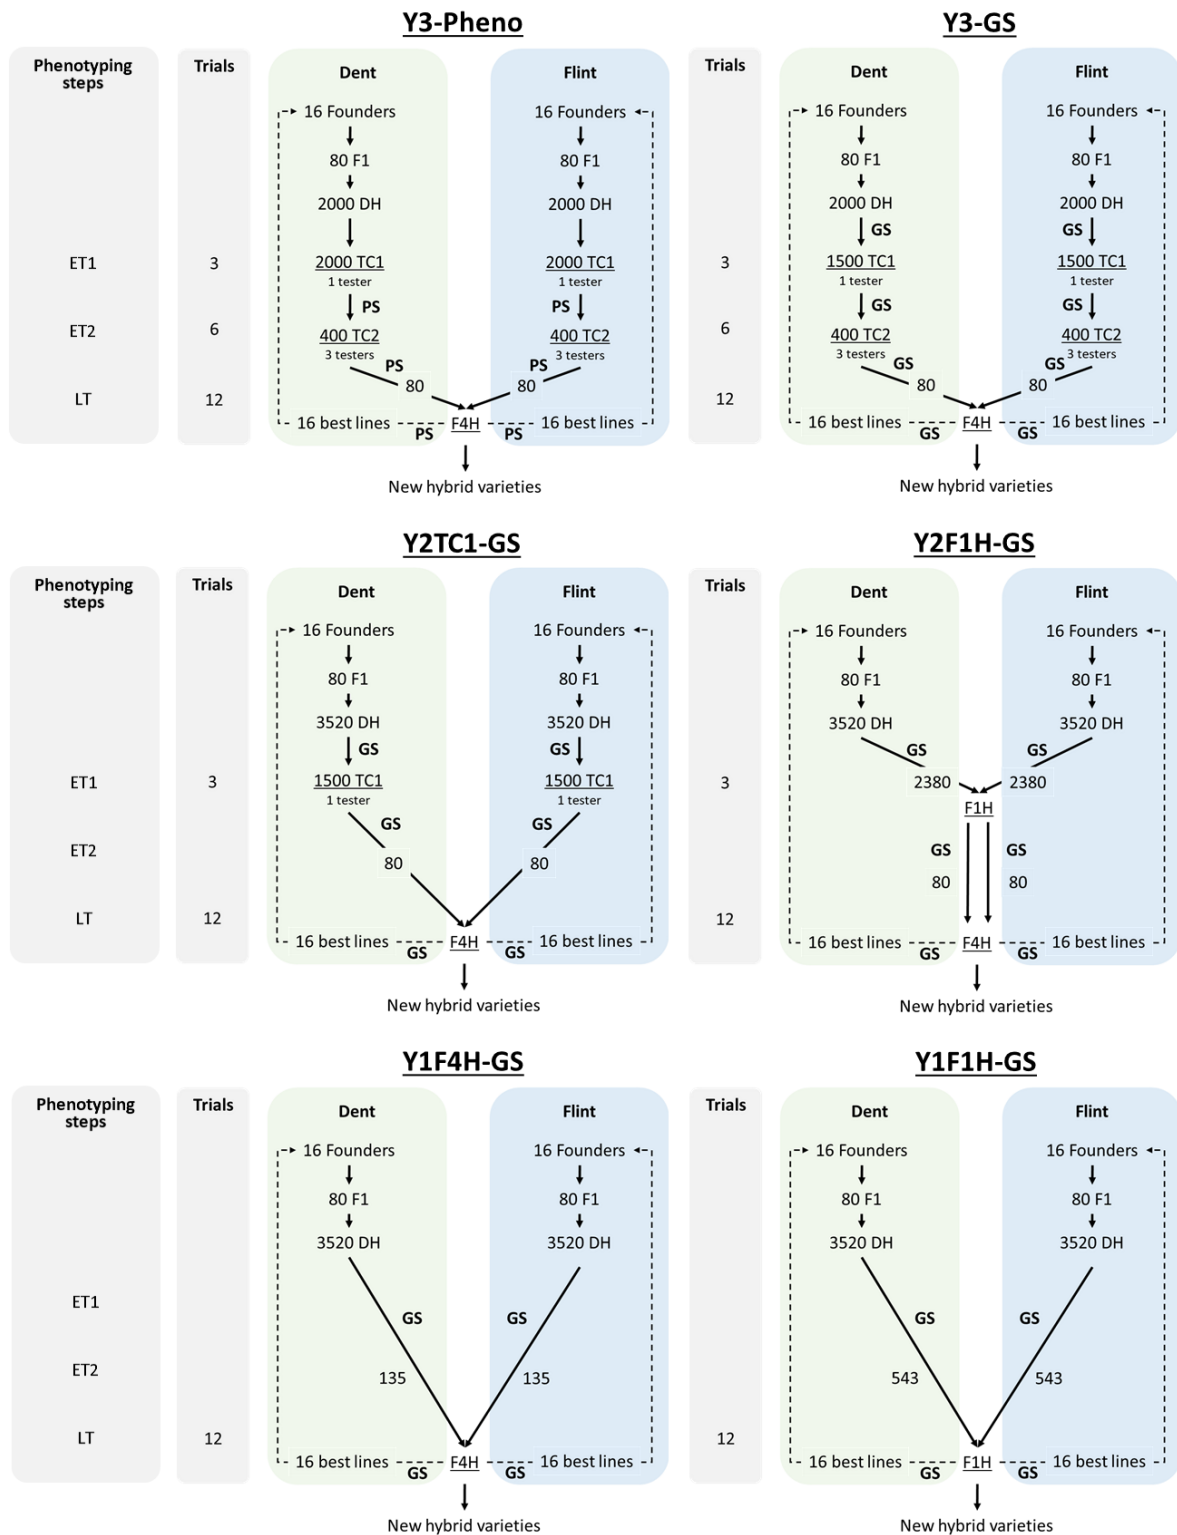 Y3-Pheno
Phenotyping
steps
Trials
Dent
Flint
16 Founders
16 Founders
80 F1
80 F1
2000 DH
2000 DH
ET1
3
2000 TC1
2000 TC1
1 tester
1 tester
PS
PS
ET2
6
400 TC2
400 TC2
3 testers
3 testers
PS
PS
80
80
LT
12
16 best lines
F4H
16 best lines
PS
PS
New hybrid varieties
Y3-GS
Trials
Dent
Flint
16 Founders
16 Founders
80 F1
80 F1
2000 DH
2000 DH
GS
GS
3
1500 TC1
1500 TC1
1 tester
1 tester
GS
GS
6
400 TC2
400 TC2
3 testers
3 testers
GS
GS
80
80
12
16 best lines
F4H
16 best lines
GS
GS
New hybrid varieties
Y2TC1-GS
Phenotyping
steps
Trials
Dent
Flint
16 Founders
16 Founders
80 F1
80 F1
3520 DH
3520 DH
GS
GS
ET1
3
1500 TC1
1500 TC1
1 tester
1 tester
GS
GS
ET2
80
80
LT
12
16 best lines
F4H
16 best lines
GS
GS
New hybrid varieties
Y2F1H-GS
Trials
Dent
Flint
16 Founders
16 Founders
80 F1
80 F1
3520 DH
3520 DH
GS
GS
3
2380
2380
F1H
GS
GS
80
80
12
16 best lines
F4H
16 best lines
GS
GS
New hybrid varieties
Y1F4H-GS
Phenotyping
steps
Trials
Dent
Flint
16 Founders
16 Founders
80 F1
80 F1
3520 DH
3520 DH
ET1
GS
GS
ET2
135
135
LT
12
16 best lines
F4H
16 best lines
GS
GS
New hybrid varieties
Y1F1H-GS
Trials
Dent
Flint
16 Founders
16 Founders
80 F1
80 F1
3520 DH
3520 DH
GS
GS
543
543
12
16 best lines
F1H
16 best lines
GS
GS
New hybrid varieties